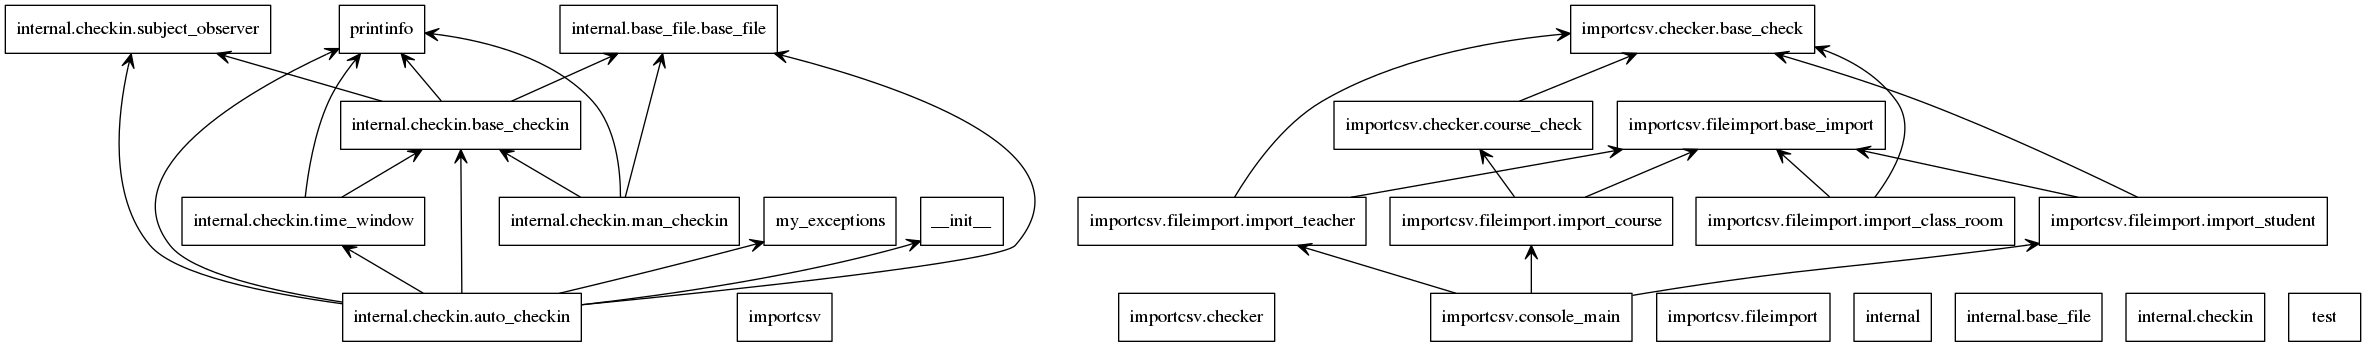 internal.checkin.subject_observer
printinfo
internal.base_file.base_file
importcsv.checker.base_check
internal.checkin.base_checkin
importcsv.checker.course_check
importcsv.fileimport.base_import
internal.checkin.time_window
internal.checkin.man_checkin
my_exceptions
__init__
importcsv.fileimport.import_teacher
importcsv.fileimport.import_course
importcsv.fileimport.import_class_room
importcsv.fileimport.import_student
internal.checkin.auto_checkin
importcsv
importcsv.checker
importcsv.console_main
importcsv.fileimport
internal
internal.base_file
internal.checkin
test